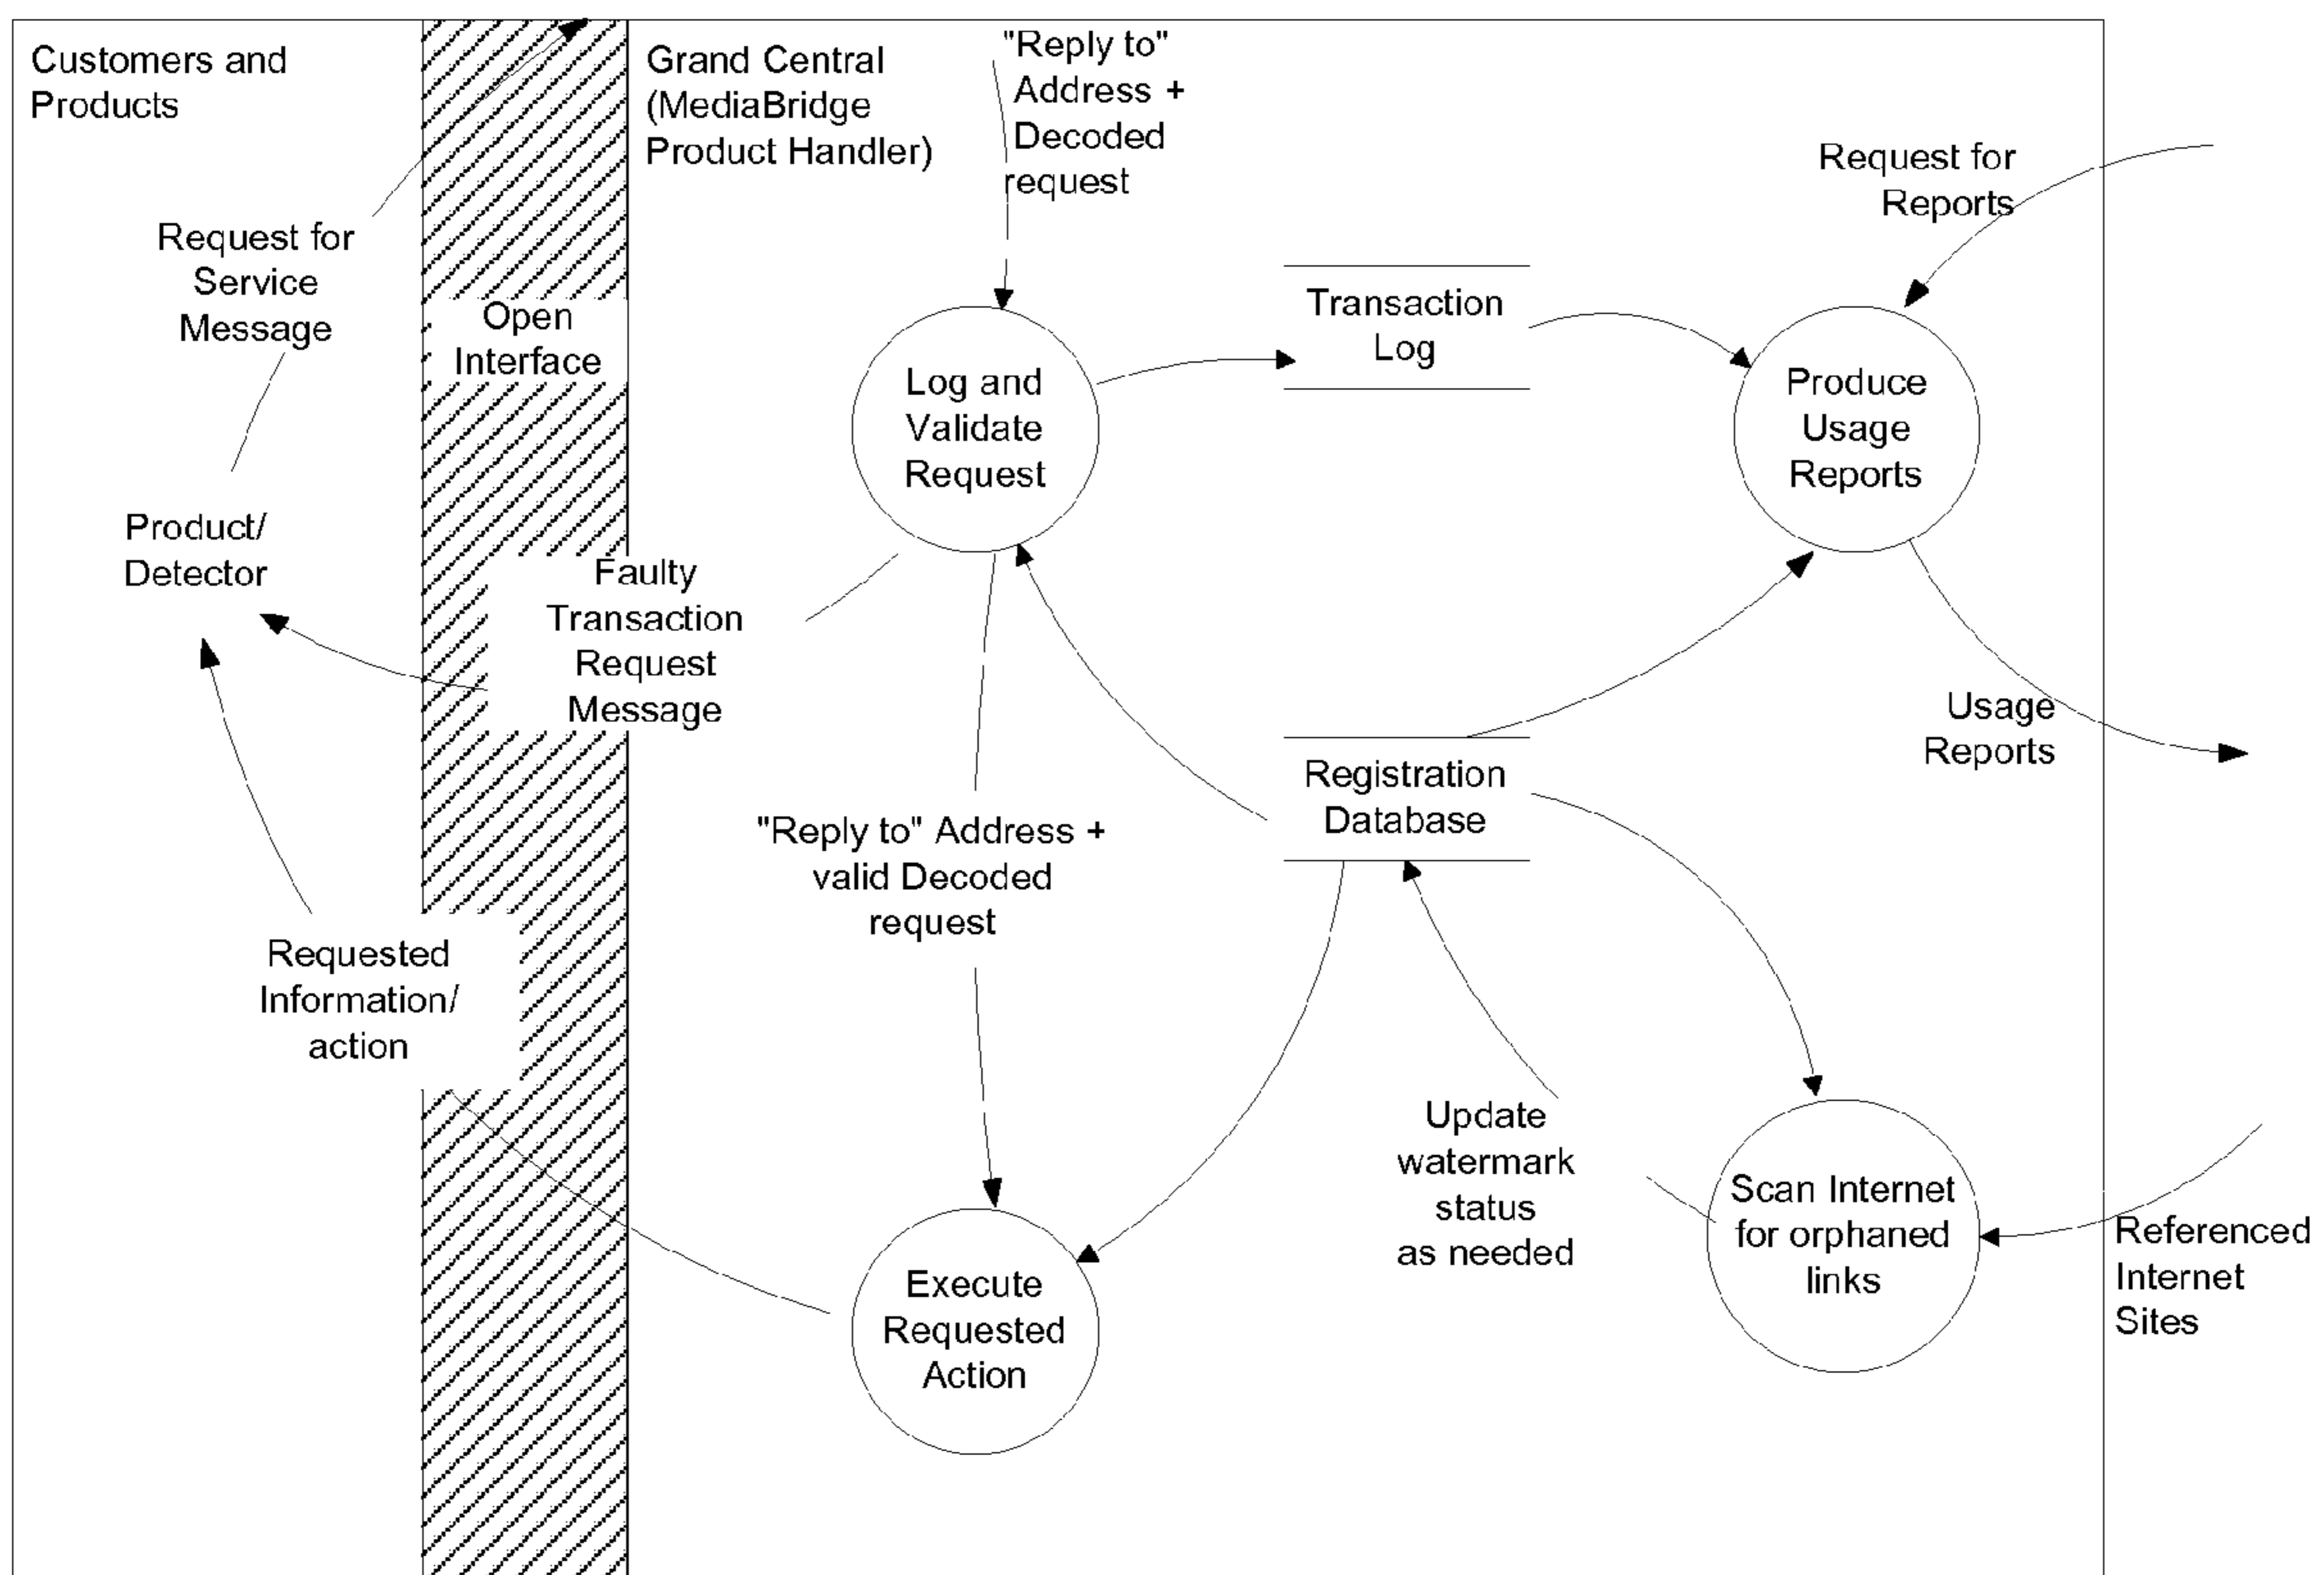 Customers and
Products
Grand Central
(MediaBridge
Product Handler)
"Reply to"
Address +
Decoded
request
Request for
Reports
Request for
Service
Message
Open
Interface
Transaction
Log
Log and
Validate
Request
Produce
Usage
Reports
Product/
Detector
Faulty
Transaction
Request
Message
Usage
Reports
Registration
Database
"Reply to" Address +
valid Decoded
request
Requested
Information/
action
Update
watermark
status
as needed
Scan Internet
for orphaned
links
Referenced
Internet
Sites
Execute
Requested
Action